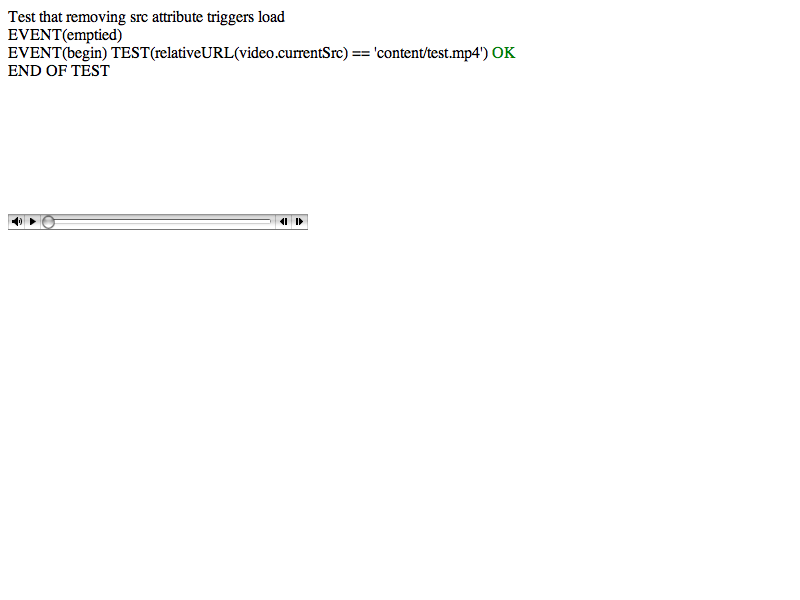 Test that removing src attribute triggers load
EVENT(emptied)
EVENT(begin) TEST(relativeURL(video.currentSrc) == 'content/test.mp4') OK
END OF TEST